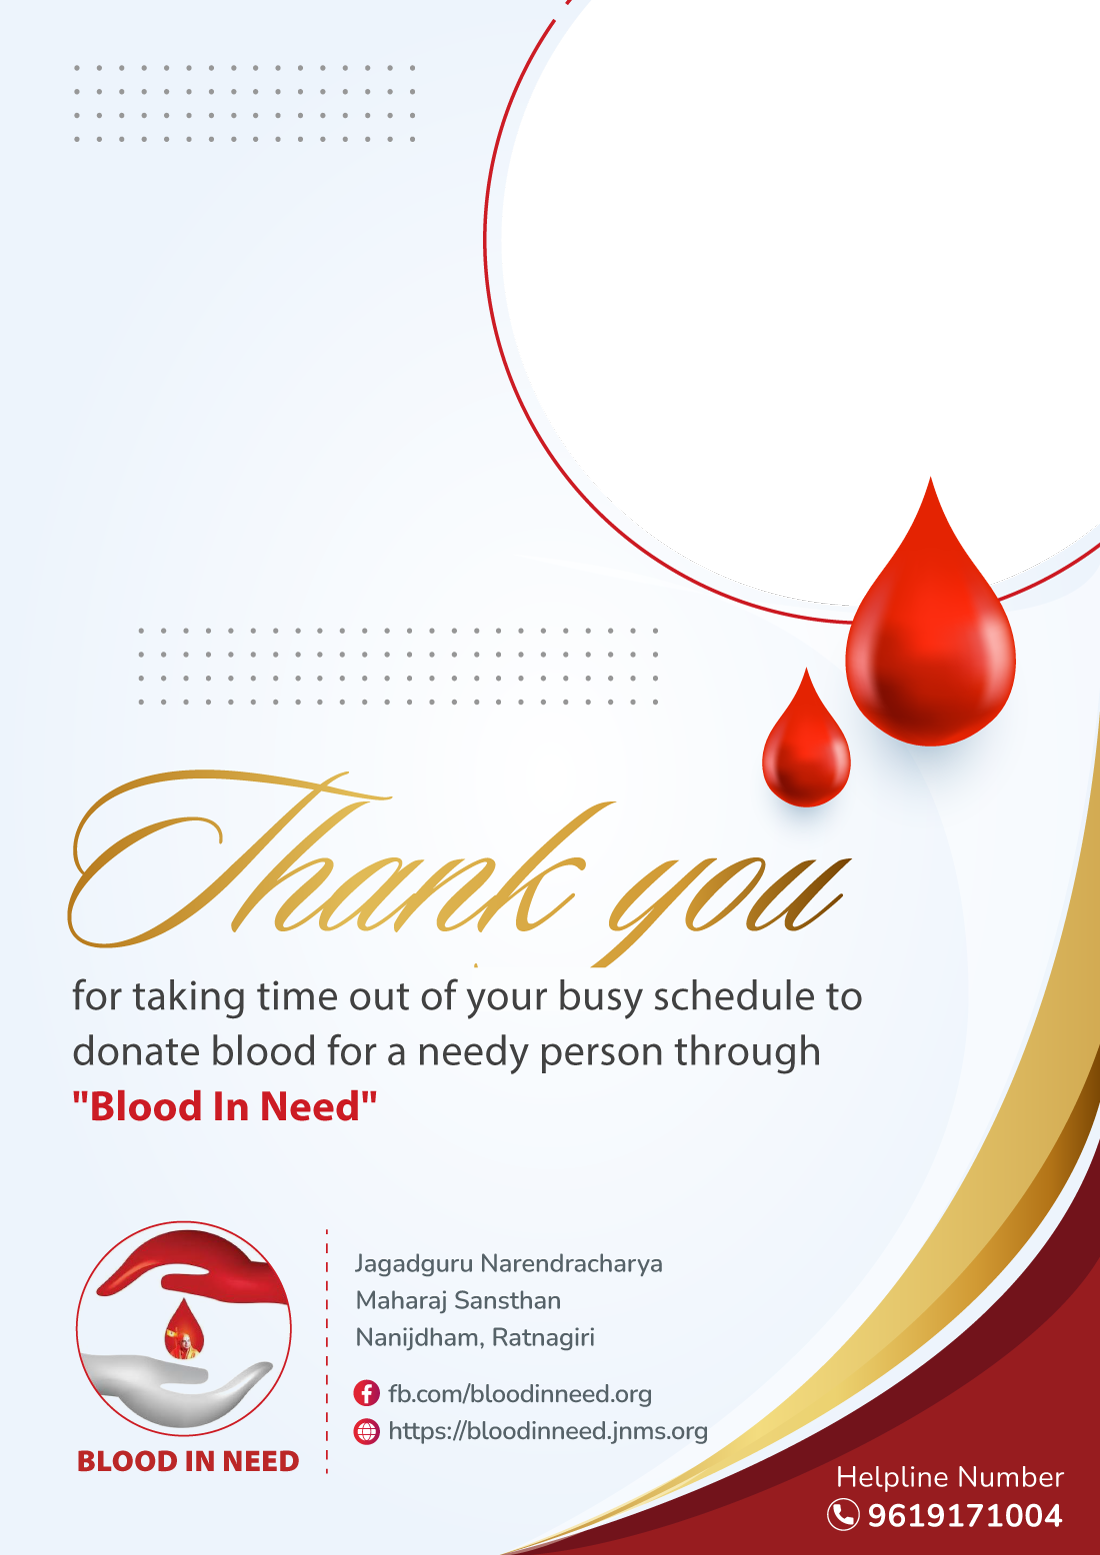 Thank you
for taking time out of your busy schedule to
donate blood for a needy person through
"Blood In Need"
BLOOD IN NEED
Jagadguru Narendracharya
Maharaj Sansthan
Nanijdham, Ratnagiri
fb.com/bloodinneed.org
https://bloodinneed.jnms.org
Helpline Number
9619171004